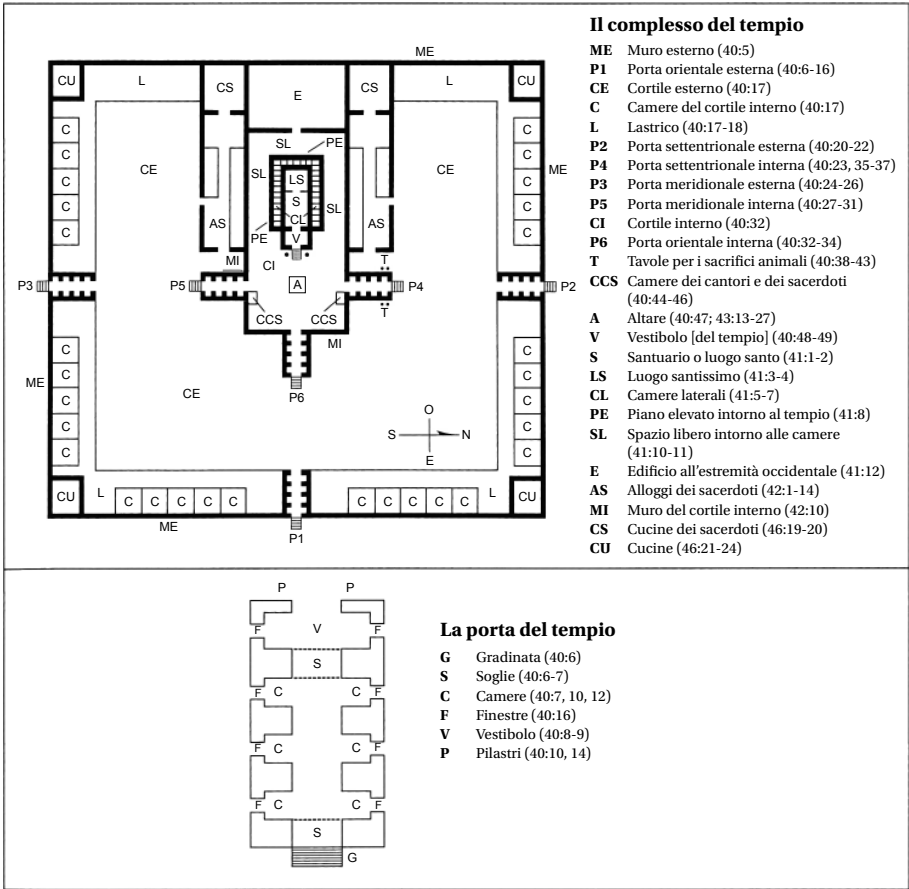 Il complesso del tempio
ME Muro esterno (40:5)
P1 Porta orientale esterna (40:6-16)
CE Cortile esterno (40:17)
C Camere del cortile interno (40:17)
L Lastrico (40:17-18)
P2 Porta settentrionale esterna (40:20-22)
P4 Porta settentrionale interna (40:23, 35-37)
P3 Porta meridionale esterna (40:24-26)
P5 Porta meridionale interna (40:27-31)
CI Cortile interno (40:32)
P6 Porta orientale interna (40:32-34)
T Tavole per i sacrifici animali (40:38-43)
CCS Camere dei cantori e dei sacerdoti
(40:44-46)
A Altare (40:47; 43:13-27)
V Vestibolo [del tempio] (40:48-49)
S Santuario o luogo santo (41:1-2)
LS Luogo santissimo (41:3-4)
CL Camere laterali (41:5-7)
PE Piano elevato intorno al tempio (41:8)
SL Spazio libero intorno alle camere
(41:10-11)
E Edificio all'estremità occidentale (41:12)
AS Alloggi dei sacerdoti (42:1-14)
MI Muro del cortile interno (42:10)
CS Cucine dei sacerdoti (46:19-20)
CU Cucine (46:21-24)
ME
CU L CS E CS L CU
SL PE
C C
CE SL LS CE ME
C C
S
C C
CL SL
C AS PE V AS C
C C
MI CI T
P3 P5 A P4 P2
CCS CCS T
MI
C C
ME C CE C
P6
C C
O
C S N C
E
C C
CU L C C C C C C C C C C L CU
ME
P1
P P
F V F
S
F C C F
F C C F
F C C F
S
G
La porta del tempio
G Gradinata (40:6)
S Soglie (40:6-7)
C Camere (40:7, 10, 12)
F Finestre (40:16)
V Vestibolo (40:8-9)
P Pilastri (40:10, 14)